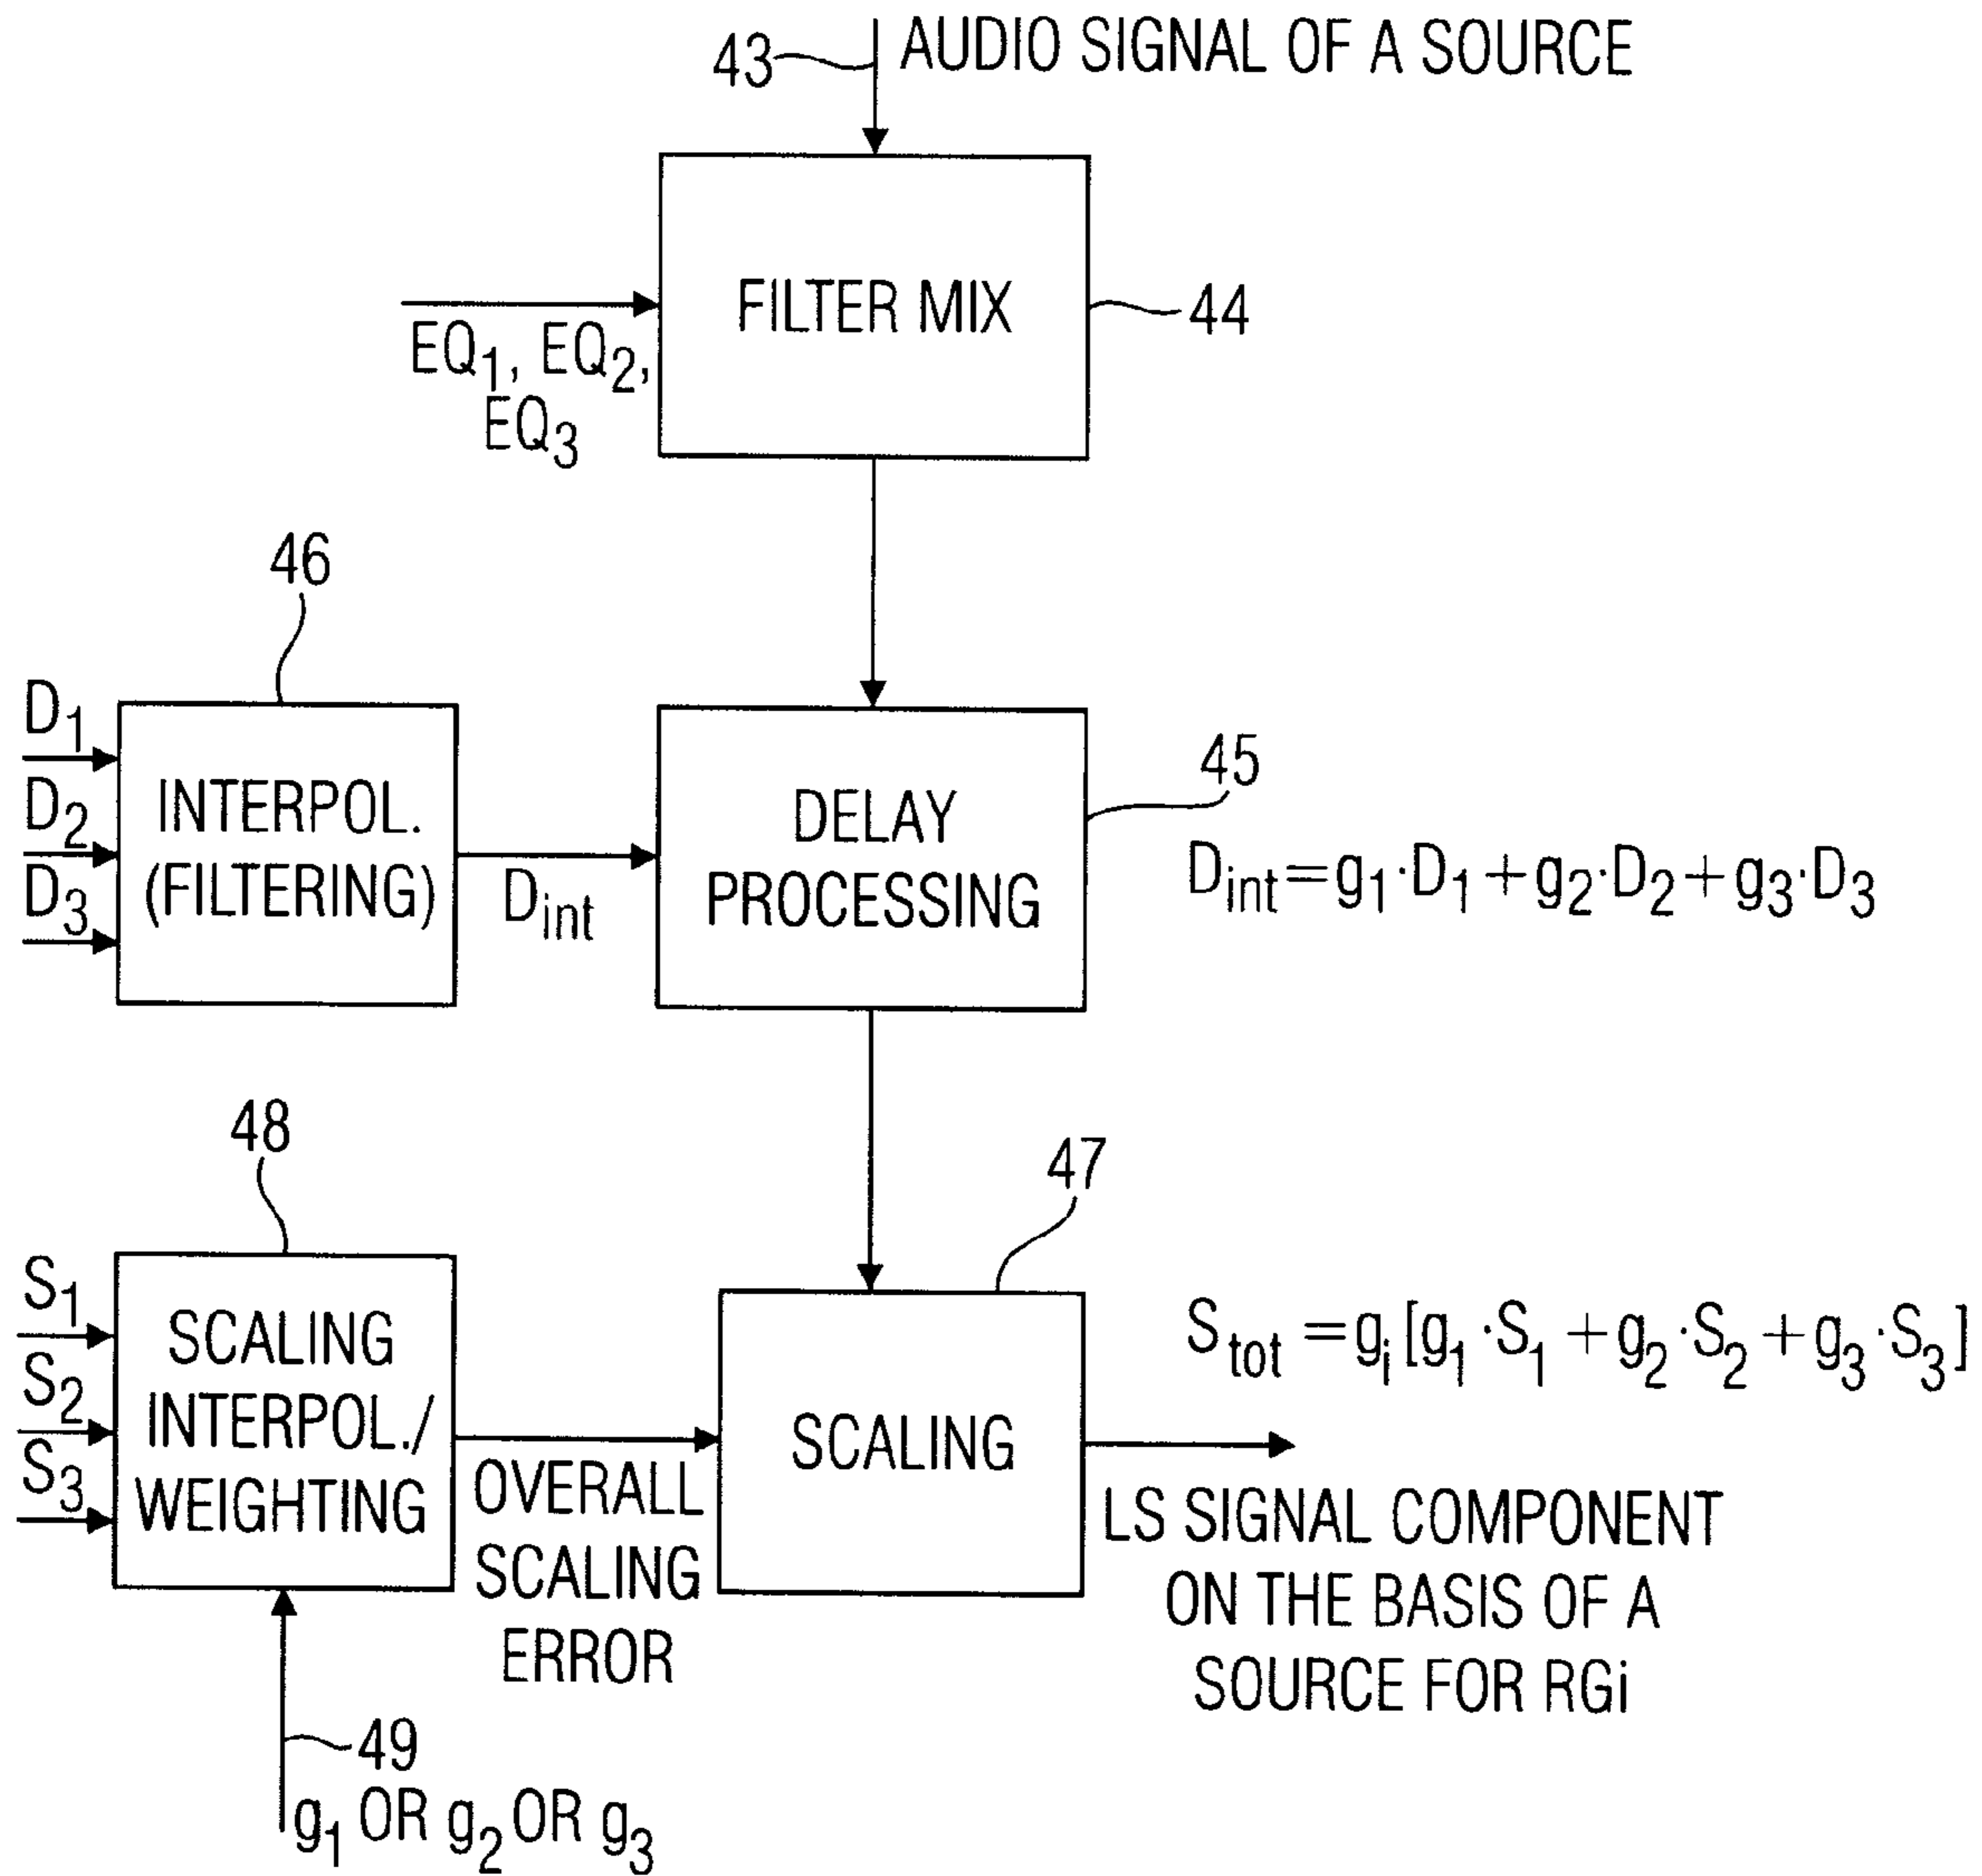 43
AUDIO SIGNAL OF A SOURCE
FILTER MIX
44
EQ1, EQ2,
EQ3
46
D1
D2
D3
INTERPOL.
(FILTERING)
Dint
DELAY
PROCESSING
45
Dint=g1·D1+g2·D2+g3·D3
48
S1
S2
S3
SCALING
INTERPOL./
WEIGHTING
OVERALL
SCALING
ERROR
47
SCALING
Stot=gi[g1·S1+g2·S2+g3·S3]
LS SIGNAL COMPONENT
ON THE BASIS OF A
SOURCE FOR RGi
49
g1 OR g2 OR g3